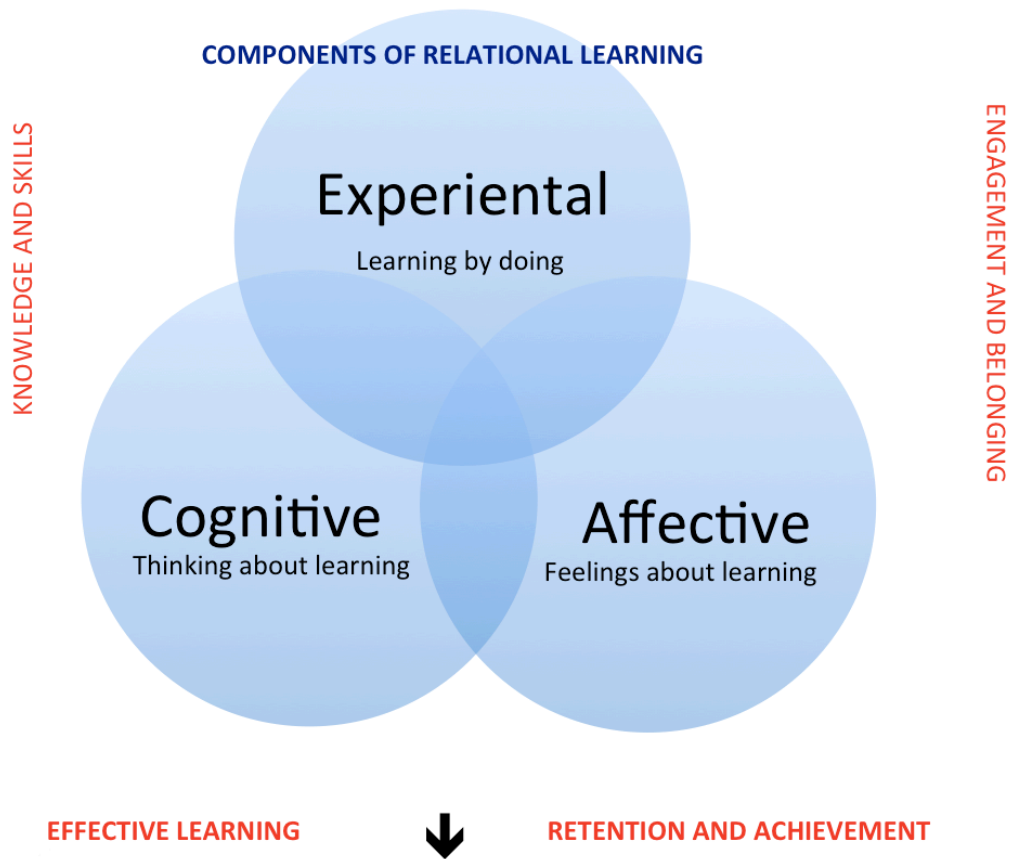 COMPONENTS OF RELATIONAL LEARNING
KNOWLEDGE AND SKILLS
ENGAGEMENT AND BELONGING
Experiental
Learning by doing
Cognitive
Thinking about learning
Affective
Feelings about learning
EFFECTIVE LEARNING
RETENTION AND ACHIEVEMENT